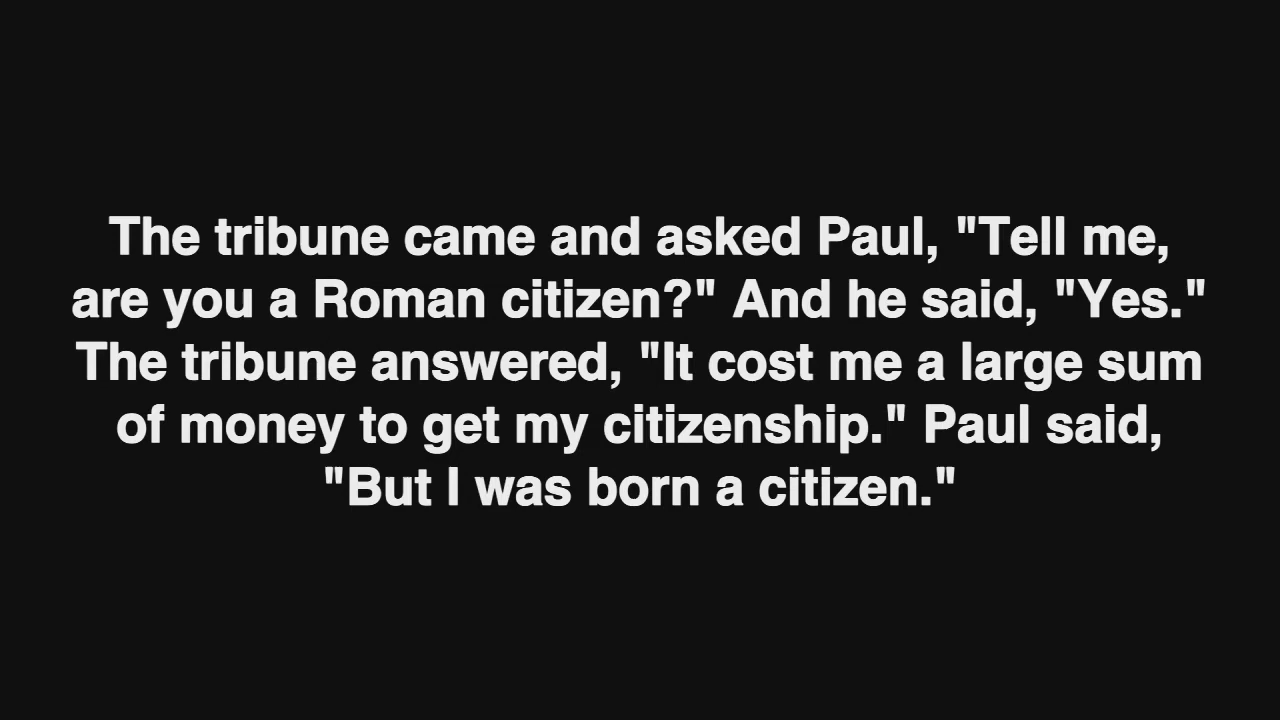 The tribune came and asked Paul, "Tell me,
are you a Roman citizen?" And he said, "Yes."
The tribune answered, "It cost me a large sum
of money to get my citizenship." Paul said,
"But I was born a citizen."